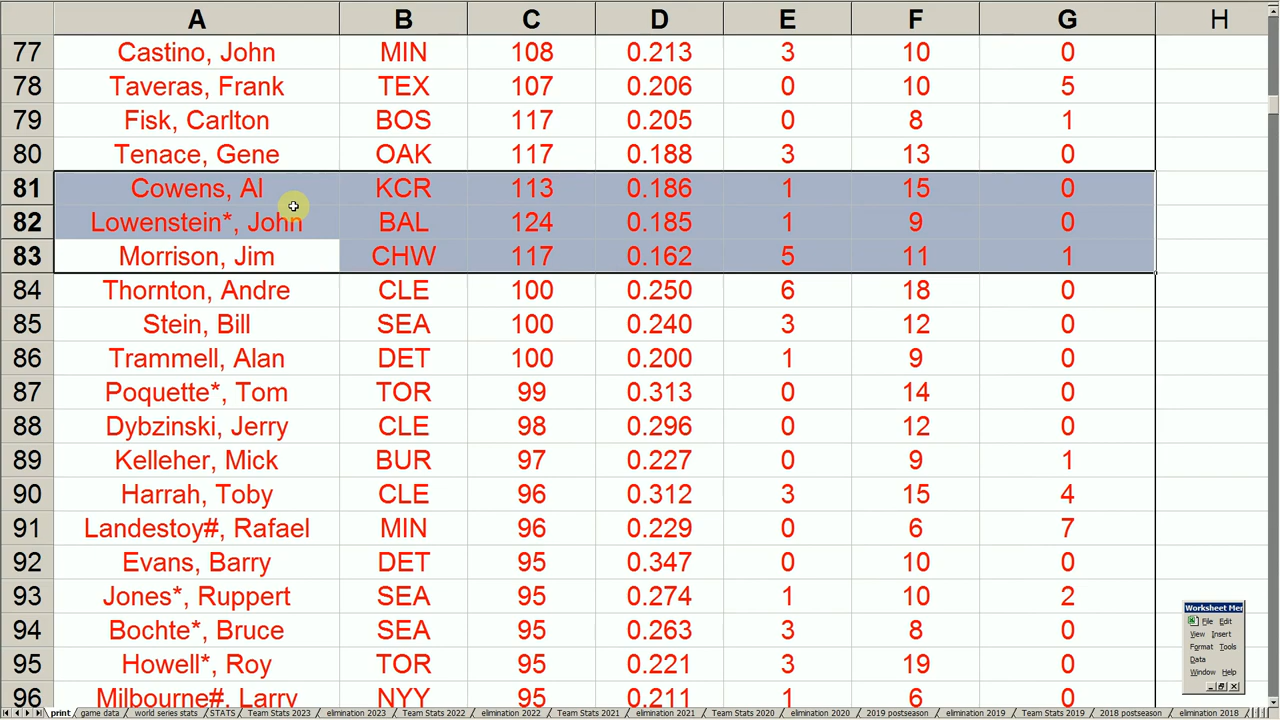 A B C D E F G H
77 Castino, John MIN 108 0.213 3 10 0
78 Taveras, Frank TEX 107 0.206 0 10 5
79 Fisk, Carlton BOS 117 0.205 0 8 1
80 Tenace, Gene OAK 117 0.188 3 13 0
81 Cowens, Al KCR 113 0.186 1 15 0
82 Lowenstein*, John BAL 124 0.185 1 9 0
83 Morrison, Jim CHW 117 0.162 5 11 1
84 Thornton, Andre CLE 100 0.250 6 18 0
85 Stein, Bill SEA 100 0.240 3 12 0
86 Trammell, Alan DET 100 0.200 1 9 0
87 Poquette*, Tom TOR 99 0.313 0 14 0
88 Dybzinski, Jerry CLE 98 0.296 0 12 0
89 Kelleher, Mick BUR 97 0.227 0 9 1
90 Harrah, Toby CLE 96 0.312 3 15 4
91 Landestoy#, Rafael MIN 96 0.229 0 6 7
92 Evans, Barry DET 95 0.347 0 10 0
93 Jones*, Ruppert SEA 95 0.274 1 10 2
94 Bochte*, Bruce SEA 95 0.263 3 8 0
95 Howell*, Roy TOR 95 0.221 3 19 0
96 Milbourne#, Larry NYY 95 0.211 1 6 0
Worksheet Men
File Edit
View Insert
Format Tools
Data
Window Help
print game data world series stats STATS Team Stats 2023 elimination 2023 Team Stats 2022 elimination 2022 Team Stats 2021 elimination 2021 Team Stats 2020 elimination 2020 2019 postseason elimination 2019 Team Stats 2019 2018 postseason elimination 2018